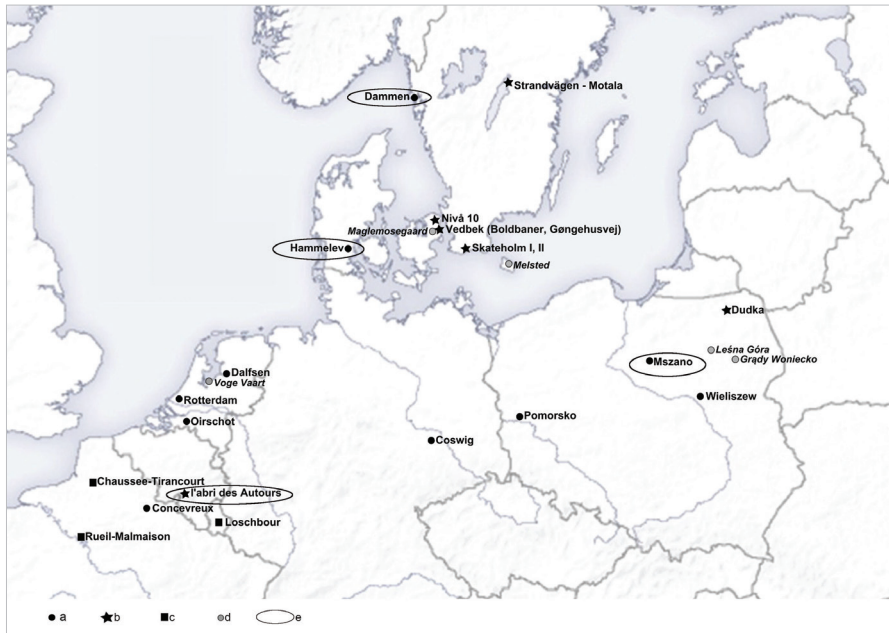 Strandvägen - Motala
Dammen
Nivå 10
Maglemosegaard
Vedbek (Boldbaner, Gøngehusvej)
Hammelev
Skateholm I, II
Melsted
Dudka
Leśna Góra
Grądy Woniecko
Mszano
Dalfsen
Voge Vaart
Rotterdam
Wieliszew
Oirschot
Pomorsko
Coswig
Chaussee-Tirancourt
l'abri des Autours
Concevreux
Loschbour
Rueil-Malmaison
a b c d e